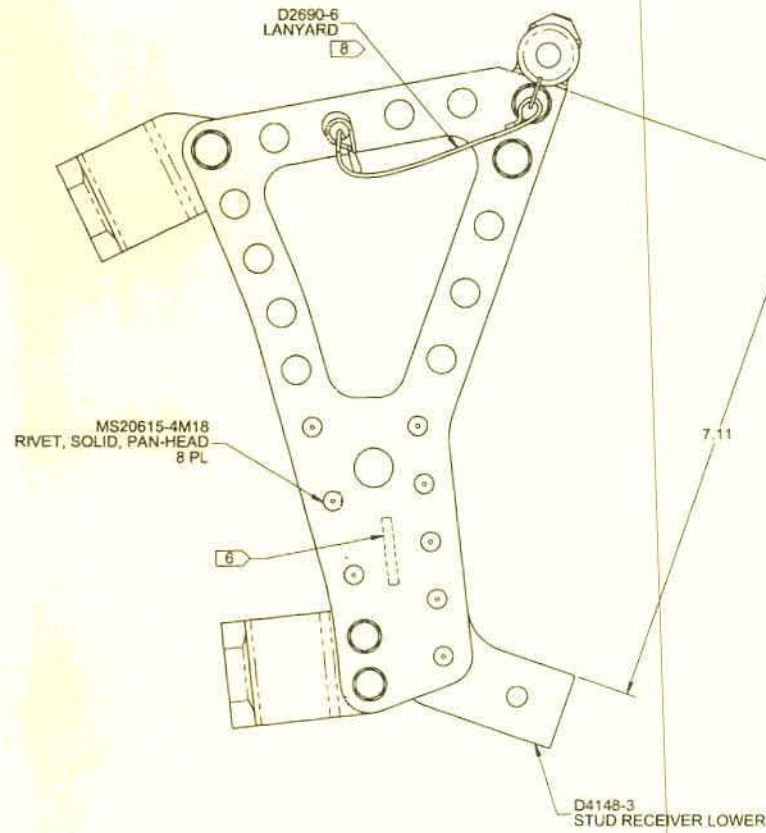 D2690-6
LANYARD
8
MS20615-4M18
RIVET, SOLID, PAN-HEAD
8 PL
7.11
6
D4148-3
STUD RECEIVER LOWER